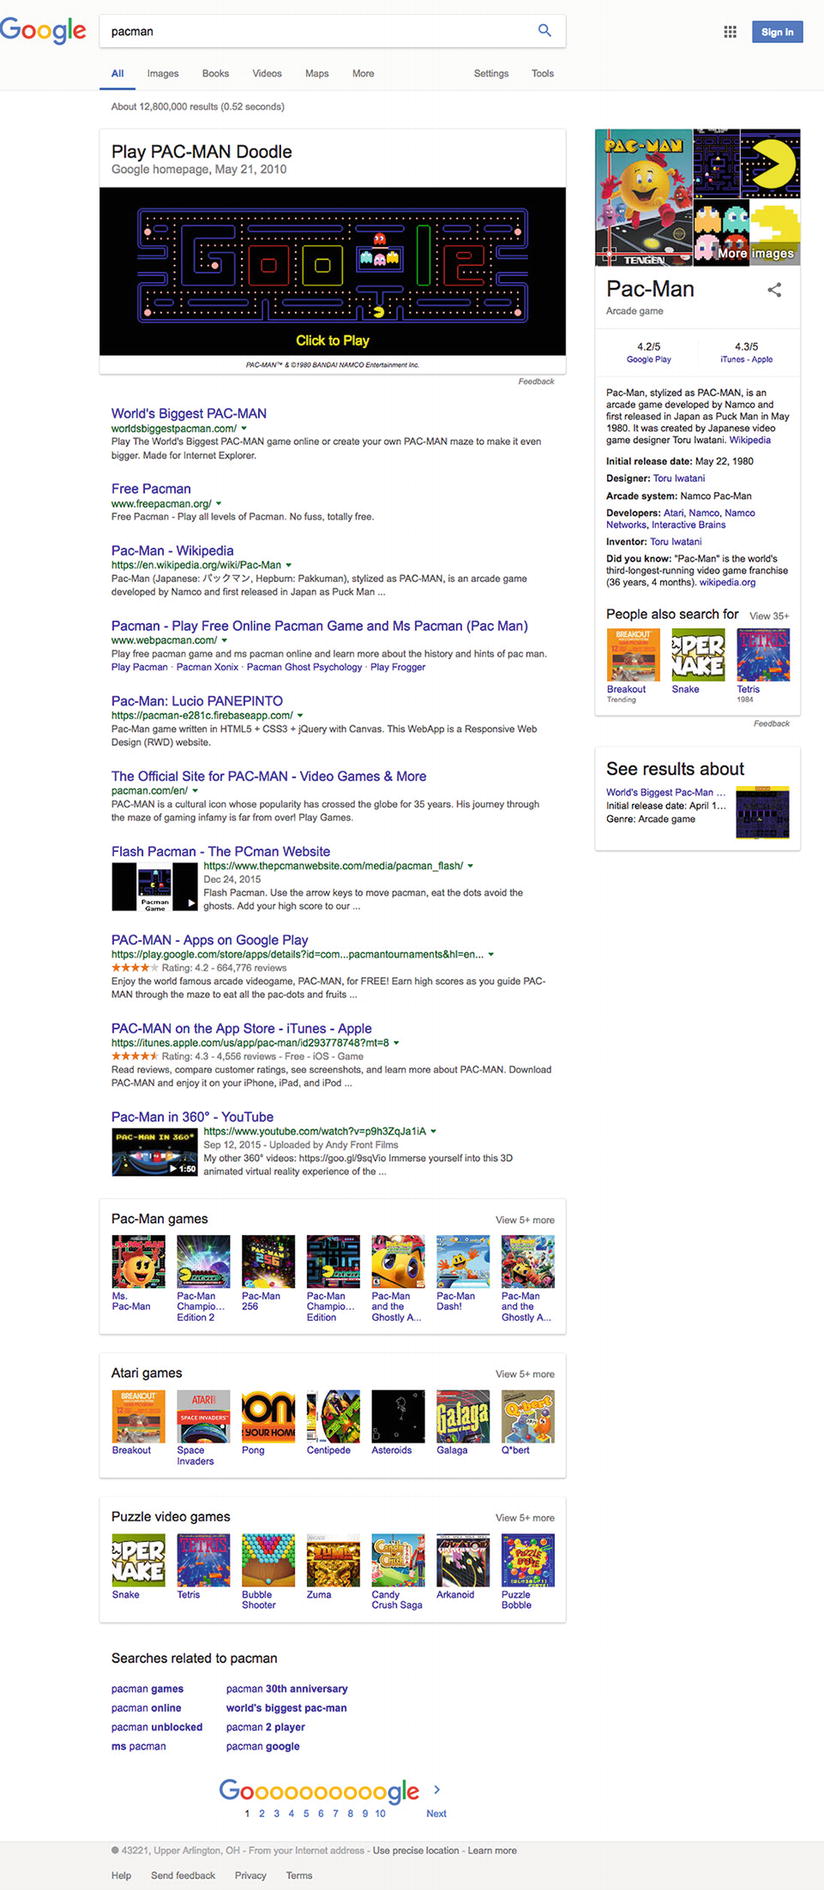 Google
pacman
Sign in
All Images Books Videos Maps More Settings Tools
About 12,800,000 results (0.52 seconds)
Play PAC-MAN Doodle
Google homepage, May 21, 2010
Click to Play
PAC-MAN™ & ©1980 BANDAI NAMCO Entertainment Inc.
Feedback
World's Biggest PAC-MAN
worldsbiggestpacman.com/
Play The World's Biggest PAC-MAN game online or create your own PAC-MAN maze to make it even
bigger. Made for Internet Explorer.
Free Pacman
www.freepacman.org/
Free Pacman - Play all levels of Pacman. No fuss, totally free.
Pac-Man - Wikipedia
https://en.wikipedia.org/wiki/Pac-Man
Pac-Man (Japanese: パックマン, Hepburn: Pakkuman), stylized as PAC-MAN, is an arcade game
developed by Namco and first released in Japan as Puck Man ...
Pacman - Play Free Online Pacman Game and Ms Pacman (Pac Man)
www.webpacman.com/
Play free pacman game and ms pacman online and learn more about the history and hints of pac man.
Play Pacman · Pacman Xonix · Pacman Ghost Psychology · Play Frogger
Pac-Man: Lucio PANEPINTO
https://pacman-e281c.firebaseapp.com/
Pac-Man game written in HTML5 + CSS3 + jQuery with Canvas. This WebApp is a Responsive Web
Design (RWD) website.
The Official Site for PAC-MAN - Video Games & More
pacman.com/en/
PAC-MAN is a cultural icon whose popularity has crossed the globe for 35 years. His journey through
the maze of gaming infamy is far from over! Play Games.
Flash Pacman - The PCman Website
https://www.thepcmanwebsite.com/media/pacman_flash/
Dec 24, 2015
Flash Pacman. Use the arrow keys to move pacman, eat the dots avoid the
ghosts. Add your high score to our ...
Pacman
Game
PAC-MAN - Apps on Google Play
https://play.google.com/store/apps/details?id=com...pacmantournaments&hl=en...
Rating: 4.2 - 664,776 reviews
Enjoy the world famous arcade videogame, PAC-MAN, for FREE! Earn high scores as you guide PAC-
MAN through the maze to eat all the pac-dots and fruits ...
PAC-MAN on the App Store - iTunes - Apple
https://itunes.apple.com/us/app/pac-man/id293778748?mt=8
Rating: 4.3 - 4,556 reviews - Free - iOS - Game
Read reviews, compare customer ratings, see screenshots, and learn more about PAC-MAN. Download
PAC-MAN and enjoy it on your iPhone, iPad, and iPod ...
Pac-Man in 360° - YouTube
https://www.youtube.com/watch?v=p9h3ZqJa1iA
Sep 12, 2015 - Uploaded by Andy Front Films
My other 360° videos: https://goo.gl/9sqVio Immerse yourself into this 3D
animated virtual reality experience of the ...
PAC-MAN IN 360°
1:50
Pac-Man games View 5+ more
Ms.
Pac-Man
Pac-Man
Champio...
Edition 2
Pac-Man
256
Pac-Man
Champio...
Edition
Pac-Man
and the
Ghostly A...
Pac-Man
Dash!
Pac-Man
and the
Ghostly A...
Atari games View 5+ more
BREAKOUT
ATARI
SPACE INVADERS
YOUR HOME
Galaga
Q*bert
Breakout
Space
Invaders
Pong
Centipede
Asteroids
Galaga
Q*bert
Puzzle video games View 5+ more
TETRIS
ZUMA
Snake
Tetris
Bubble
Shooter
Zuma
Candy
Crush Saga
Arkanoid
Puzzle
Bobble
Searches related to pacman
pacman games
pacman online
pacman unblocked
ms pacman
pacman 30th anniversary
world's biggest pac-man
pacman 2 player
pacman google
Goooooooooogle
1 2 3 4 5 6 7 8 9 10 Next
43221, Upper Arlington, OH - From your Internet address - Use precise location - Learn more
Help Send feedback Privacy Terms
PAC-MAN
TENGEN
More images
Pac-Man
Arcade game
4.2/5
Google Play
4.3/5
iTunes - Apple
Pac-Man, stylized as PAC-MAN, is an
arcade game developed by Namco and
first released in Japan as Puck Man in May
1980. It was created by Japanese video
game designer Toru Iwatani. Wikipedia
Initial release date: May 22, 1980
Designer: Toru Iwatani
Arcade system: Namco Pac-Man
Developers: Atari, Namco, Namco
Networks, Interactive Brains
Inventor: Toru Iwatani
Did you know: "Pac-Man" is the world's
third-longest-running video game franchise
(36 years, 4 months). wikipedia.org
People also search for View 35+
BREAKOUT
TETRIS
Breakout
Trending
Snake
Tetris
1984
Feedback
See results about
World's Biggest Pac-Man ...
Initial release date: April 1...
Genre: Arcade game